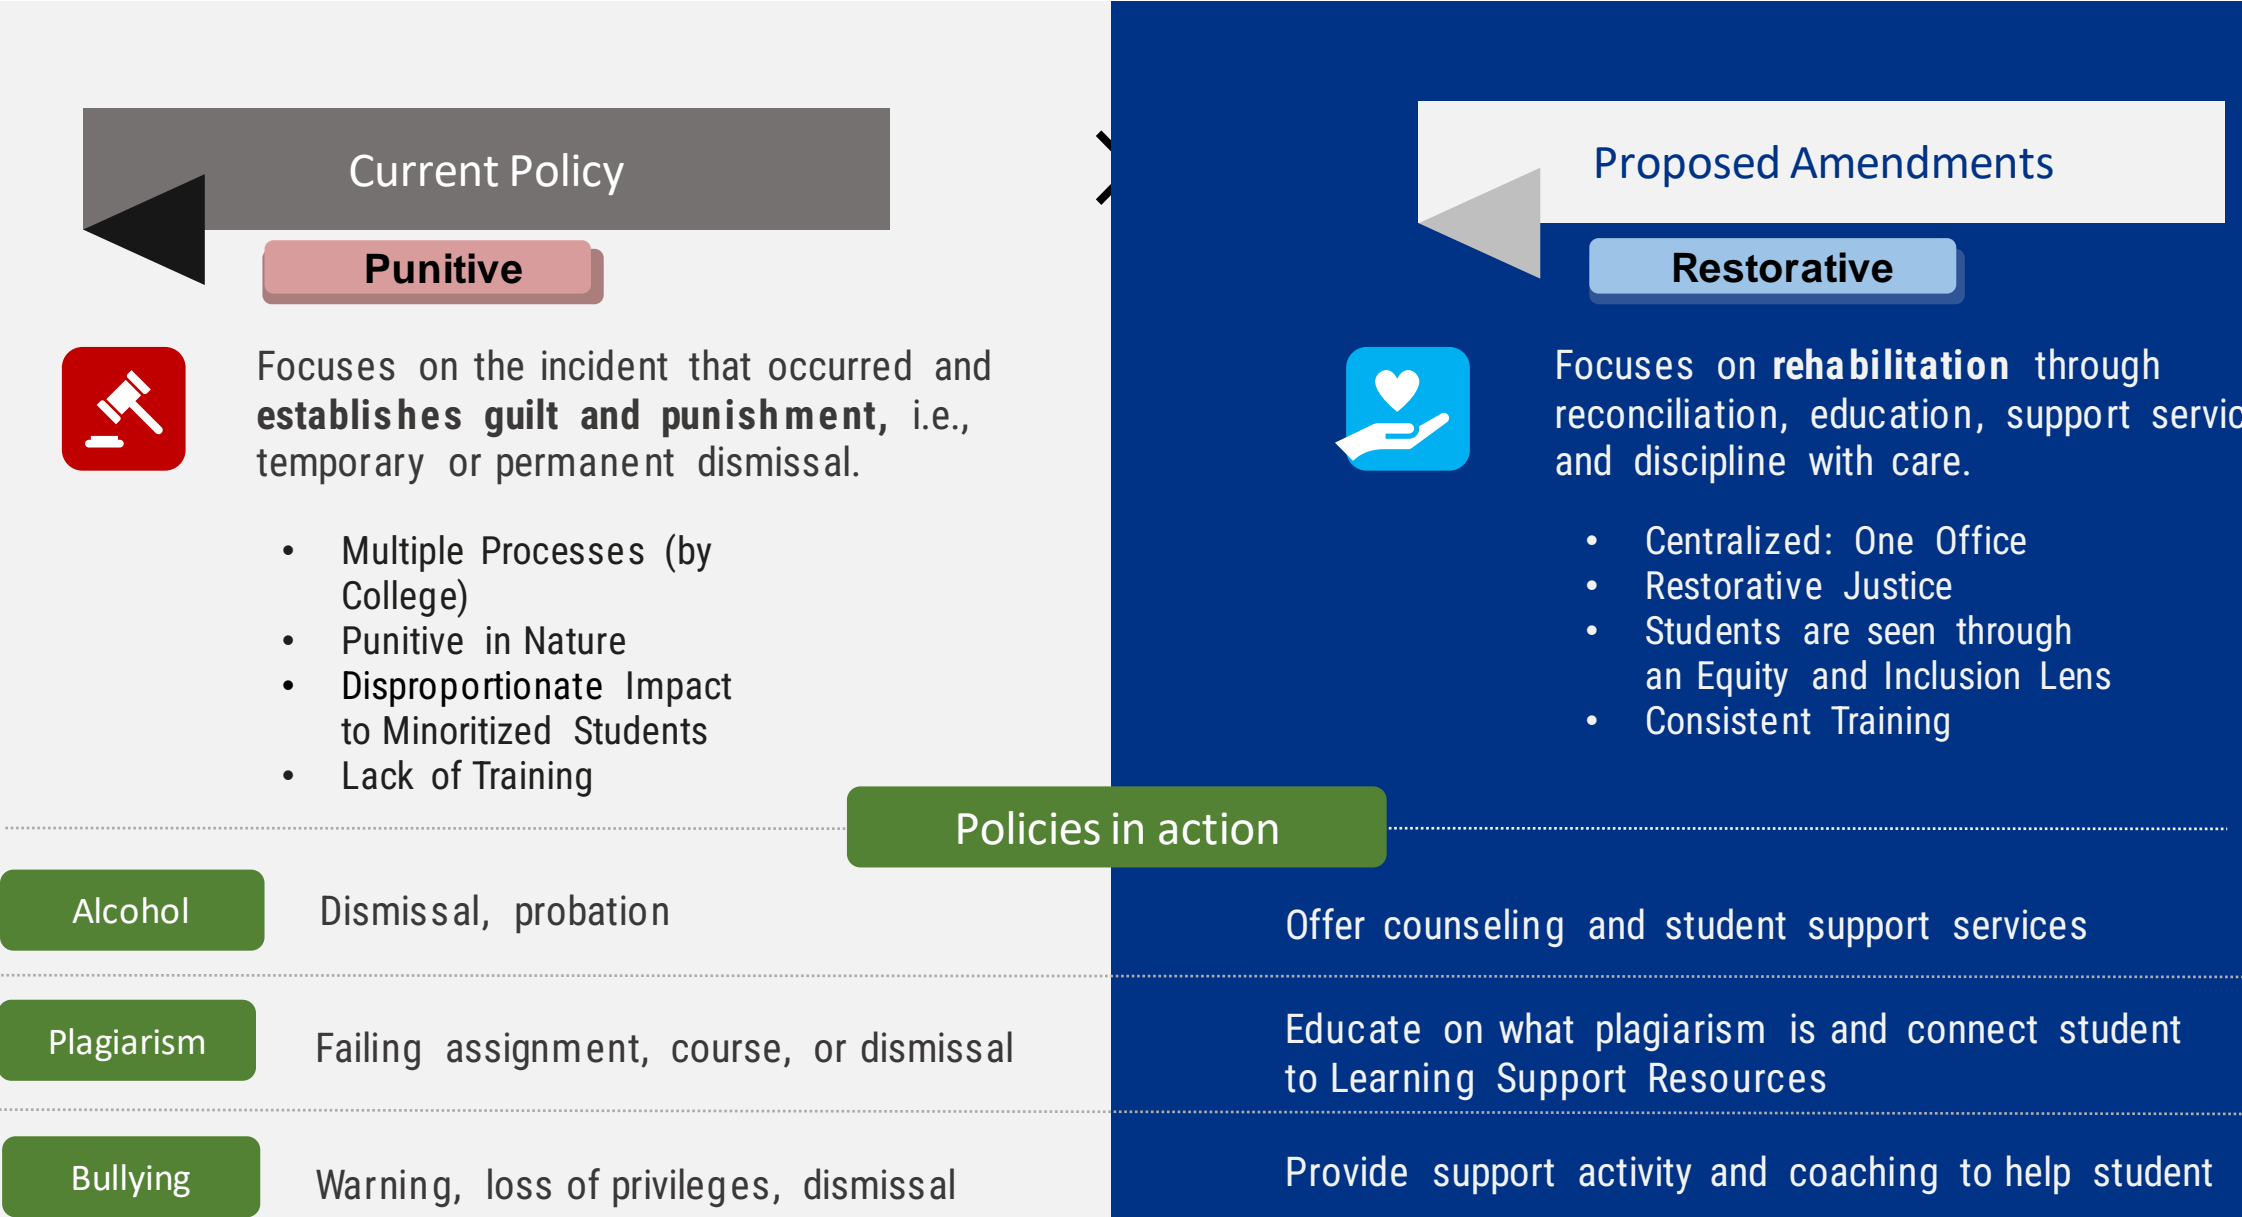 Current Policy
Punitive
Focuses on the incident that occurred and
establishes guilt and punishment, i.e.,
temporary or permanent dismissal.
• Multiple Processes (by
College)
• Punitive in Nature
• Disproportionate Impact
to Minoritized Students
• Lack of Training
Proposed Amendments
Restorative
Focuses on rehabilitation through
reconciliation, education, support servic
and discipline with care.
• Centralized: One Office
• Restorative Justice
• Students are seen through
an Equity and Inclusion Lens
• Consistent Training
Policies in action
Alcohol
Dismissal, probation
Offer counseling and student support services
Plagiarism
Failing assignment, course, or dismissal
Educate on what plagiarism is and connect student
to Learning Support Resources
Bullying
Warning, loss of privileges, dismissal
Provide support activity and coaching to help student